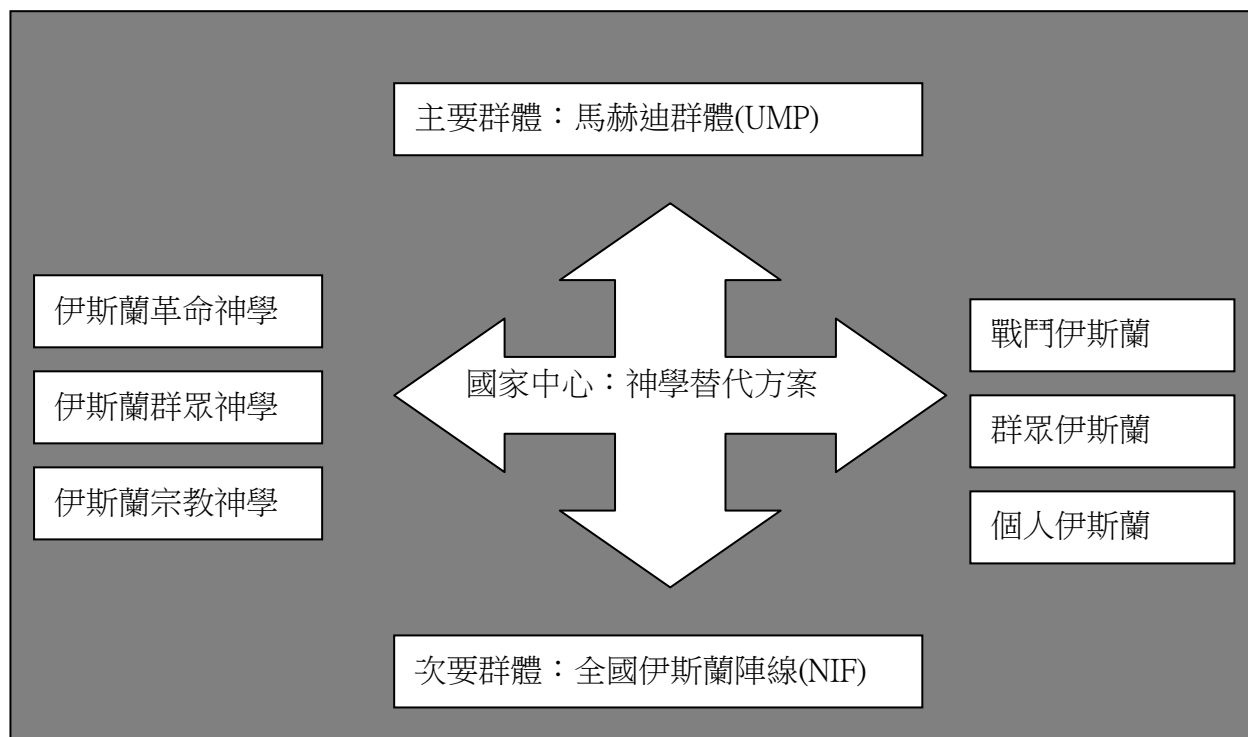 主要群體：馬赫迪群體(UMP)
伊斯蘭革命神學
戰鬥伊斯蘭
國家中心：神學替代方案
伊斯蘭群眾神學
群眾伊斯蘭
伊斯蘭宗教神學
個人伊斯蘭
次要群體：全國伊斯蘭陣線(NIF)